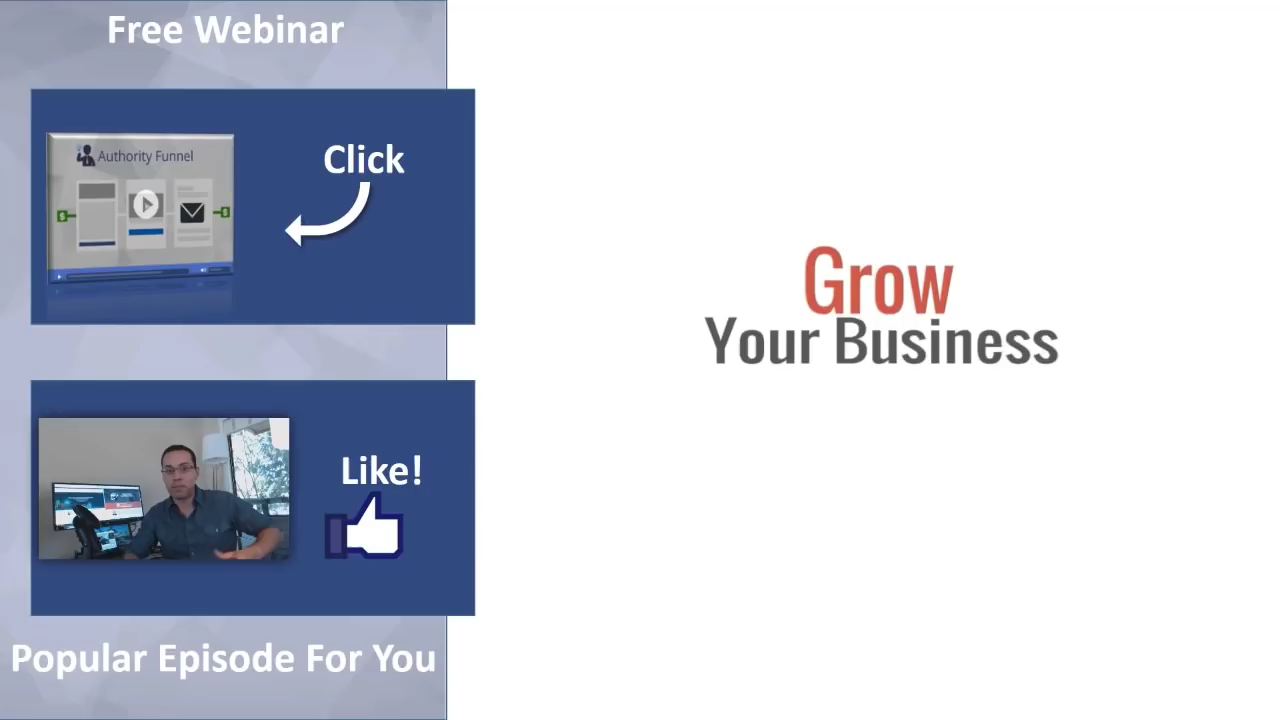 Free Webinar
Authority Funnel
Click
Like!
Popular Episode For You
Grow
Your Business